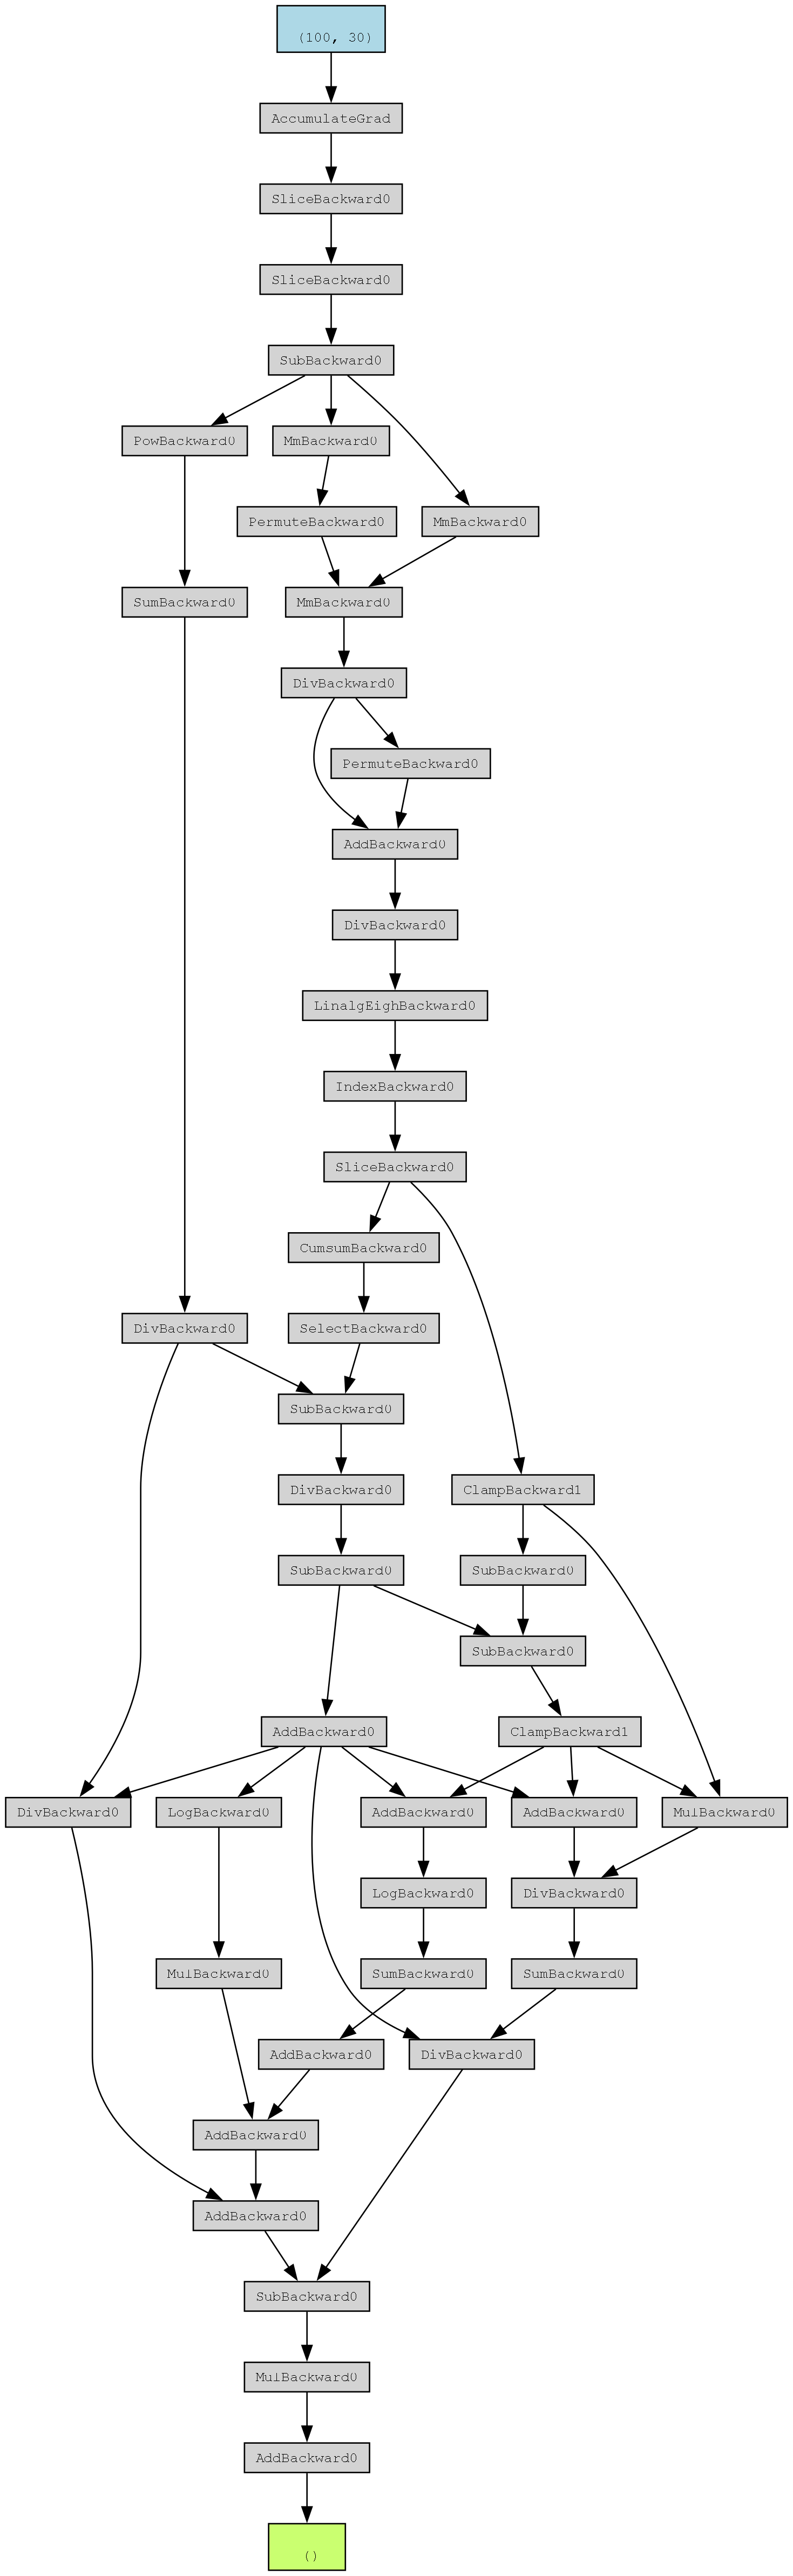 (100, 30)
AccumulateGrad
SliceBackward0
SliceBackward0
SubBackward0
PowBackward0
MmBackward0
PermuteBackward0
MmBackward0
SumBackward0
MmBackward0
DivBackward0
PermuteBackward0
AddBackward0
DivBackward0
LinalgEighBackward0
IndexBackward0
SliceBackward0
CumsumBackward0
DivBackward0
SelectBackward0
SubBackward0
DivBackward0
ClampBackward1
SubBackward0
SubBackward0
SubBackward0
AddBackward0
ClampBackward1
DivBackward0
LogBackward0
AddBackward0
AddBackward0
MulBackward0
LogBackward0
DivBackward0
MulBackward0
SumBackward0
SumBackward0
AddBackward0
DivBackward0
AddBackward0
AddBackward0
SubBackward0
MulBackward0
AddBackward0
()